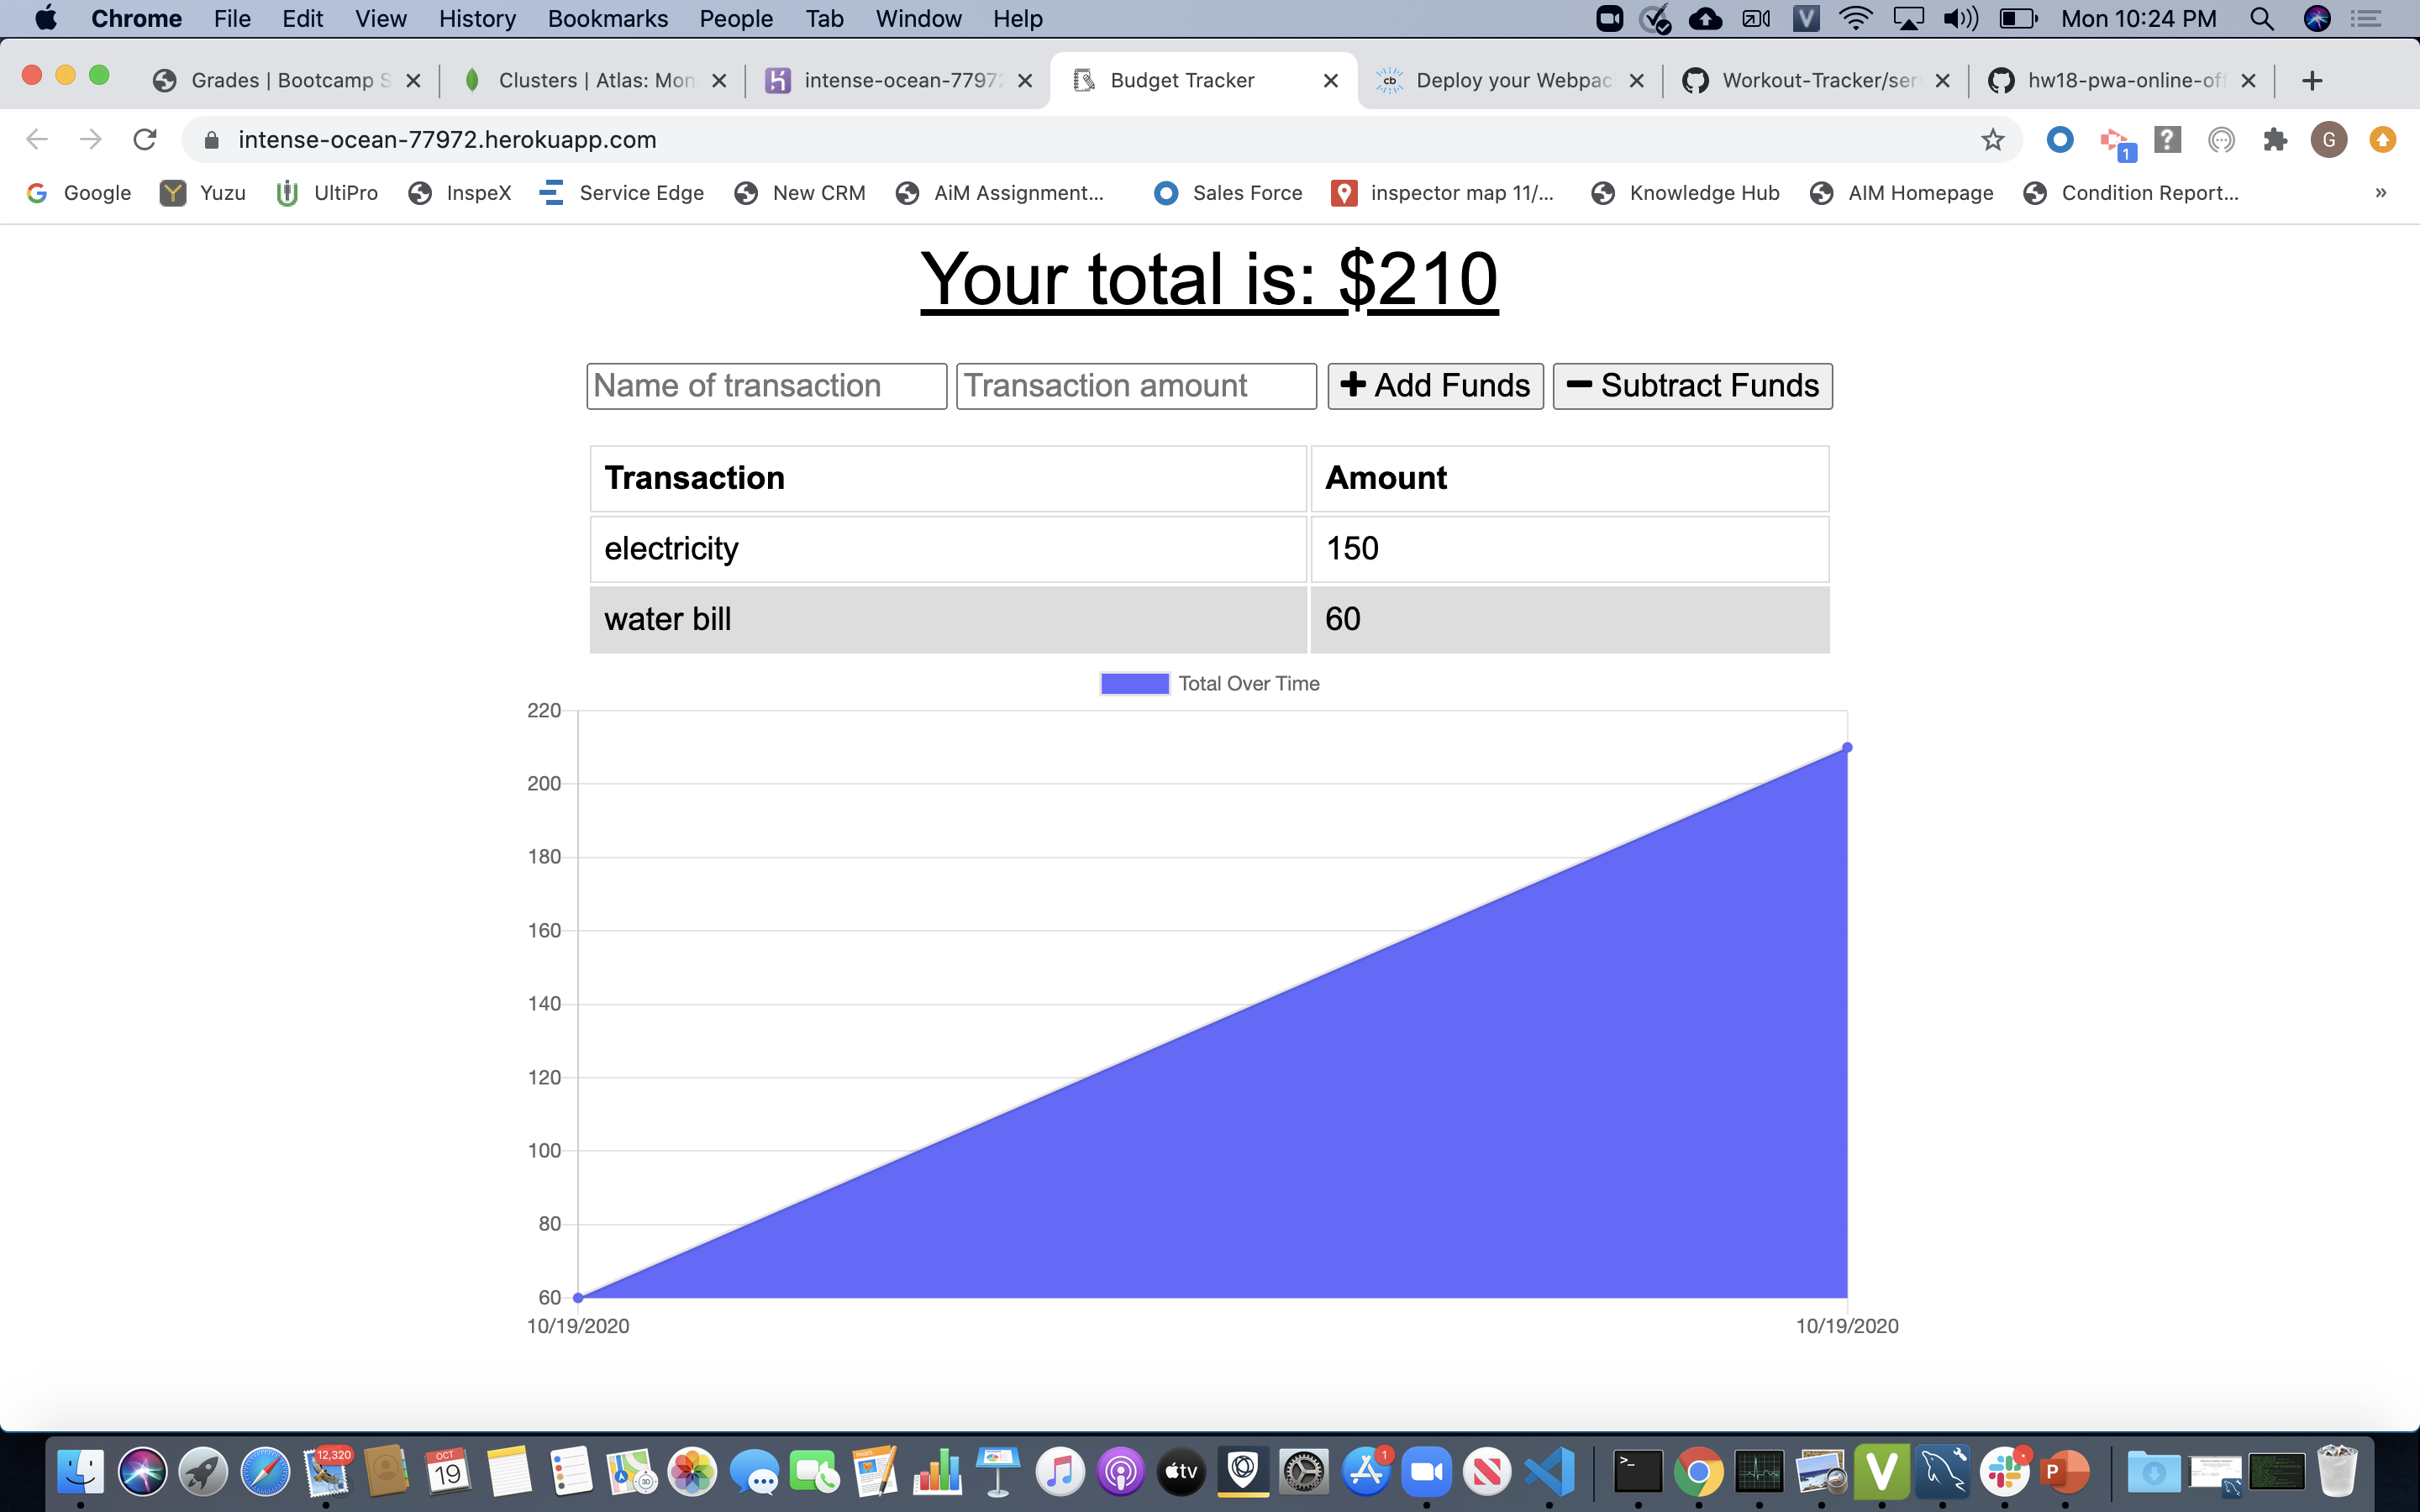 Chrome File Edit View History Bookmarks People Tab Window Help Mon 10:24 PM
Grades | Bootcamp S Clusters | Atlas: Mon intense-ocean-77972 Budget Tracker Deploy your Webpac Workout-Tracker/ser hw18-pwa-online-of
intense-ocean-77972.herokuapp.com
1
G
Google Yuzu UltiPro InspeX Service Edge New CRM AiM Assignment... Sales Force inspector map 11/... Knowledge Hub AIM Homepage Condition Report... »
Your total is: $210
Name of transaction Transaction amount + Add Funds − Subtract Funds
Transaction Amount
electricity 150
water bill 60
Total Over Time
220
200
180
160
140
120
100
80
60
10/19/2020 10/19/2020
12,320
OCT
19
PAGES
tv
1